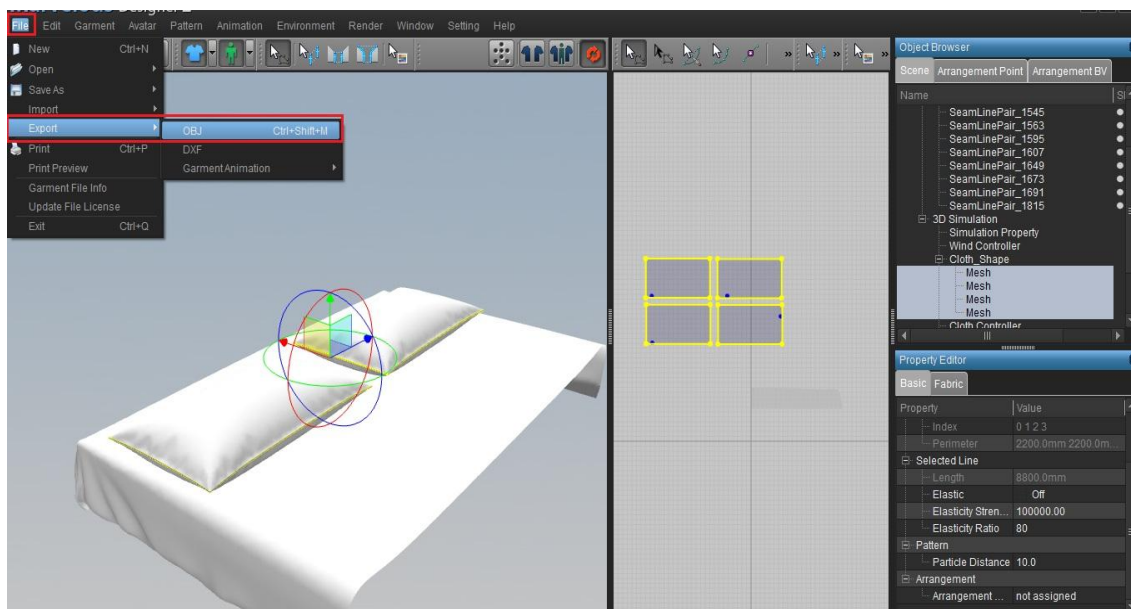 Designer 2
File Edit Garment Avatar Pattern Animation Environment Render Window Setting Help
New Ctrl+N
Open
Save As
Import
Export
OBJ Ctrl+Shift+M
Print Ctrl+P
DXF
Print Preview
Garment Animation
Garment File Info
Update File License
Exit Ctrl+Q
Object Browser
Scene Arrangement Point Arrangement BV
Name
SeamLinePair_1545
SeamLinePair_1563
SeamLinePair_1595
SeamLinePair_1607
SeamLinePair_1649
SeamLinePair_1673
SeamLinePair_1691
SeamLinePair_1815
3D Simulation
Simulation Property
Wind Controller
Cloth_Shape
Mesh
Mesh
Mesh
Mesh
Cloth Controller
Property Editor
Basic Fabric
Property Value
Index 0 1 2 3
Perimeter 2200.0mm 2200.0m...
Selected Line
Length 8800.0mm
Elastic Off
Elasticity Stren... 100000.00
Elasticity Ratio 80
Pattern
Particle Distance 10.0
Arrangement
Arrangement ... not assigned